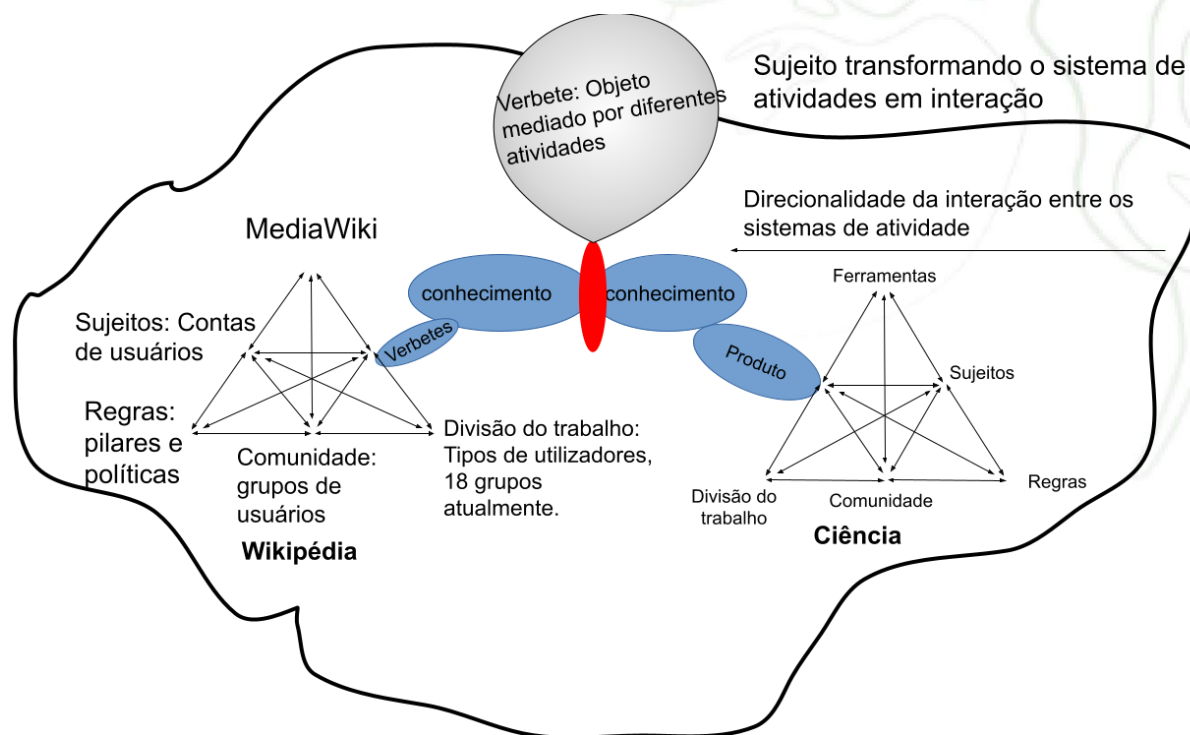 Verbete: Objeto
mediado por diferentes
atividades
Sujeito transformando o sistema de
atividades em interação
Direcionalidade da interação entre os
sistemas de atividade
MediaWiki
conhecimento
conhecimento
Ferramentas
Sujeitos: Contas
de usuários
Verbetes
Produto
Sujeitos
Regras:
pilares e
políticas
Comunidade:
grupos de
usuários
Divisão do trabalho:
Tipos de utilizadores,
18 grupos
atualmente.
Wikipédia
Divisão do
trabalho
Comunidade
Regras
Ciência